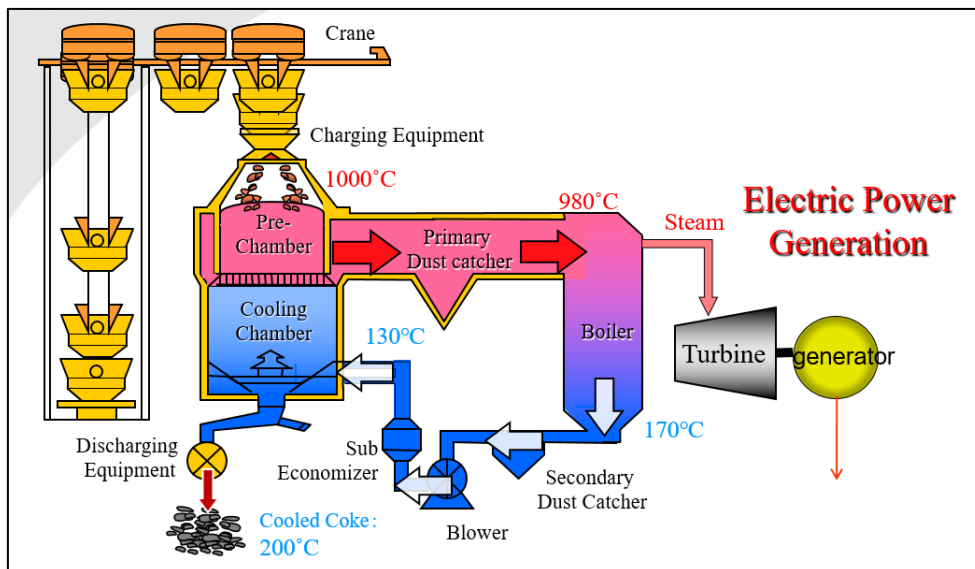 Crane
Charging Equipment
1000˚C
980˚C
Electric Power
Generation
Steam
Pre-
Chamber
Primary
Dust catcher
Cooling
Chamber
130℃
Boiler
Turbine
generator
170℃
Discharging
Equipment
Sub
Economizer
Secondary
Dust Catcher
Blower
Cooled Coke:
200˚C